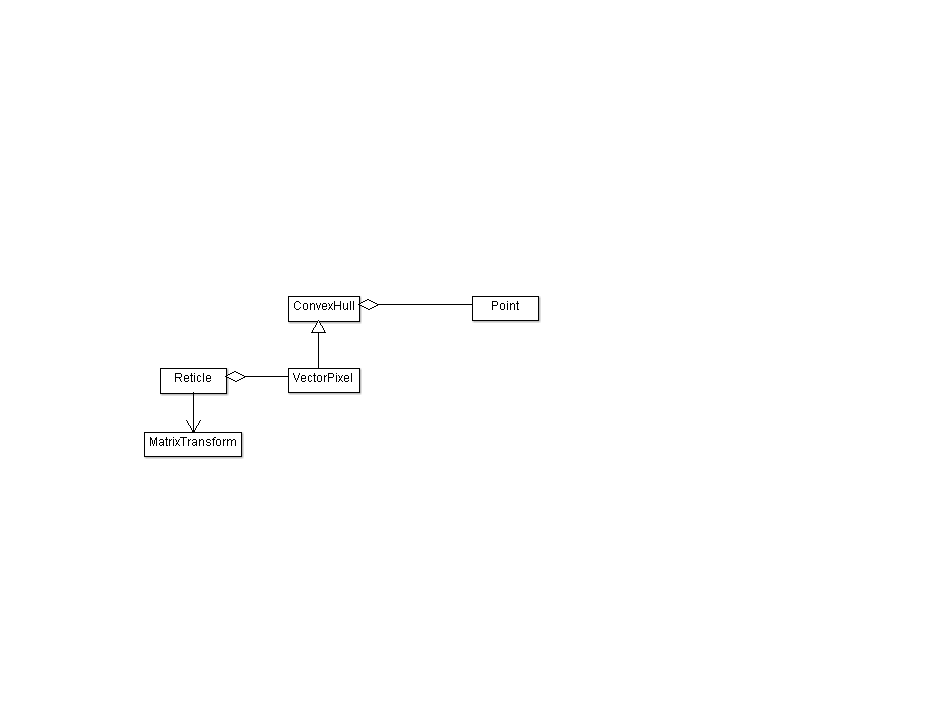 ConvexHull
Point
Reticle
VectorPixel
MatrixTransform